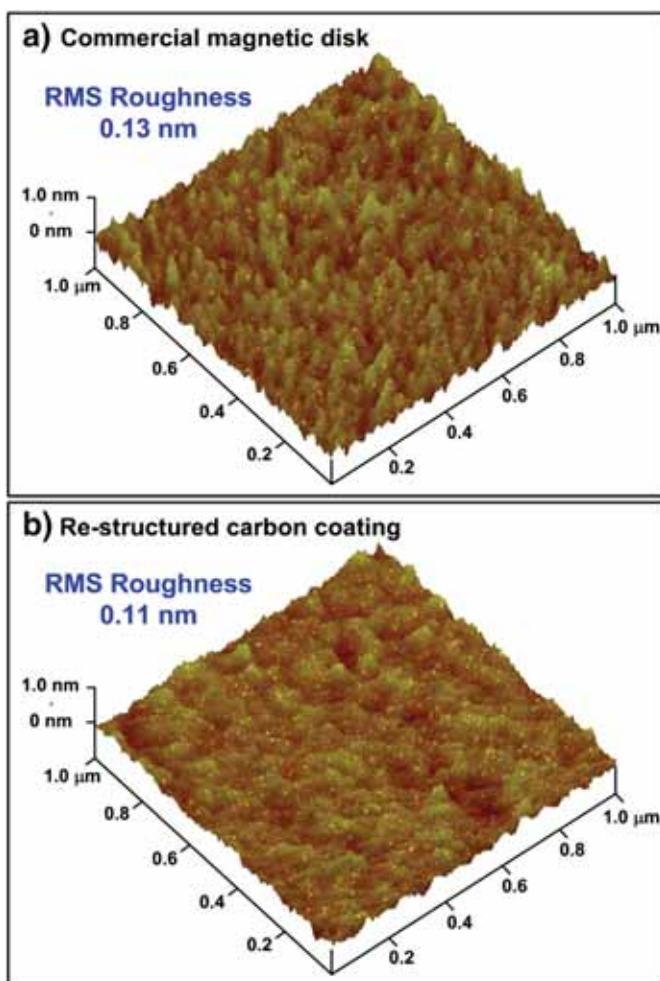 a) Commercial magnetic disk
RMS Roughness
0.13 nm
1.0 nm
0 nm
1.0 μm
0.8
0.6
0.4
0.2
0.2
0.4
0.6
0.8
1.0 μm
b) Re-structured carbon coating
RMS Roughness
0.11 nm
1.0 nm
0 nm
1.0 μm
0.8
0.6
0.4
0.2
0.2
0.4
0.6
0.8
1.0 μm